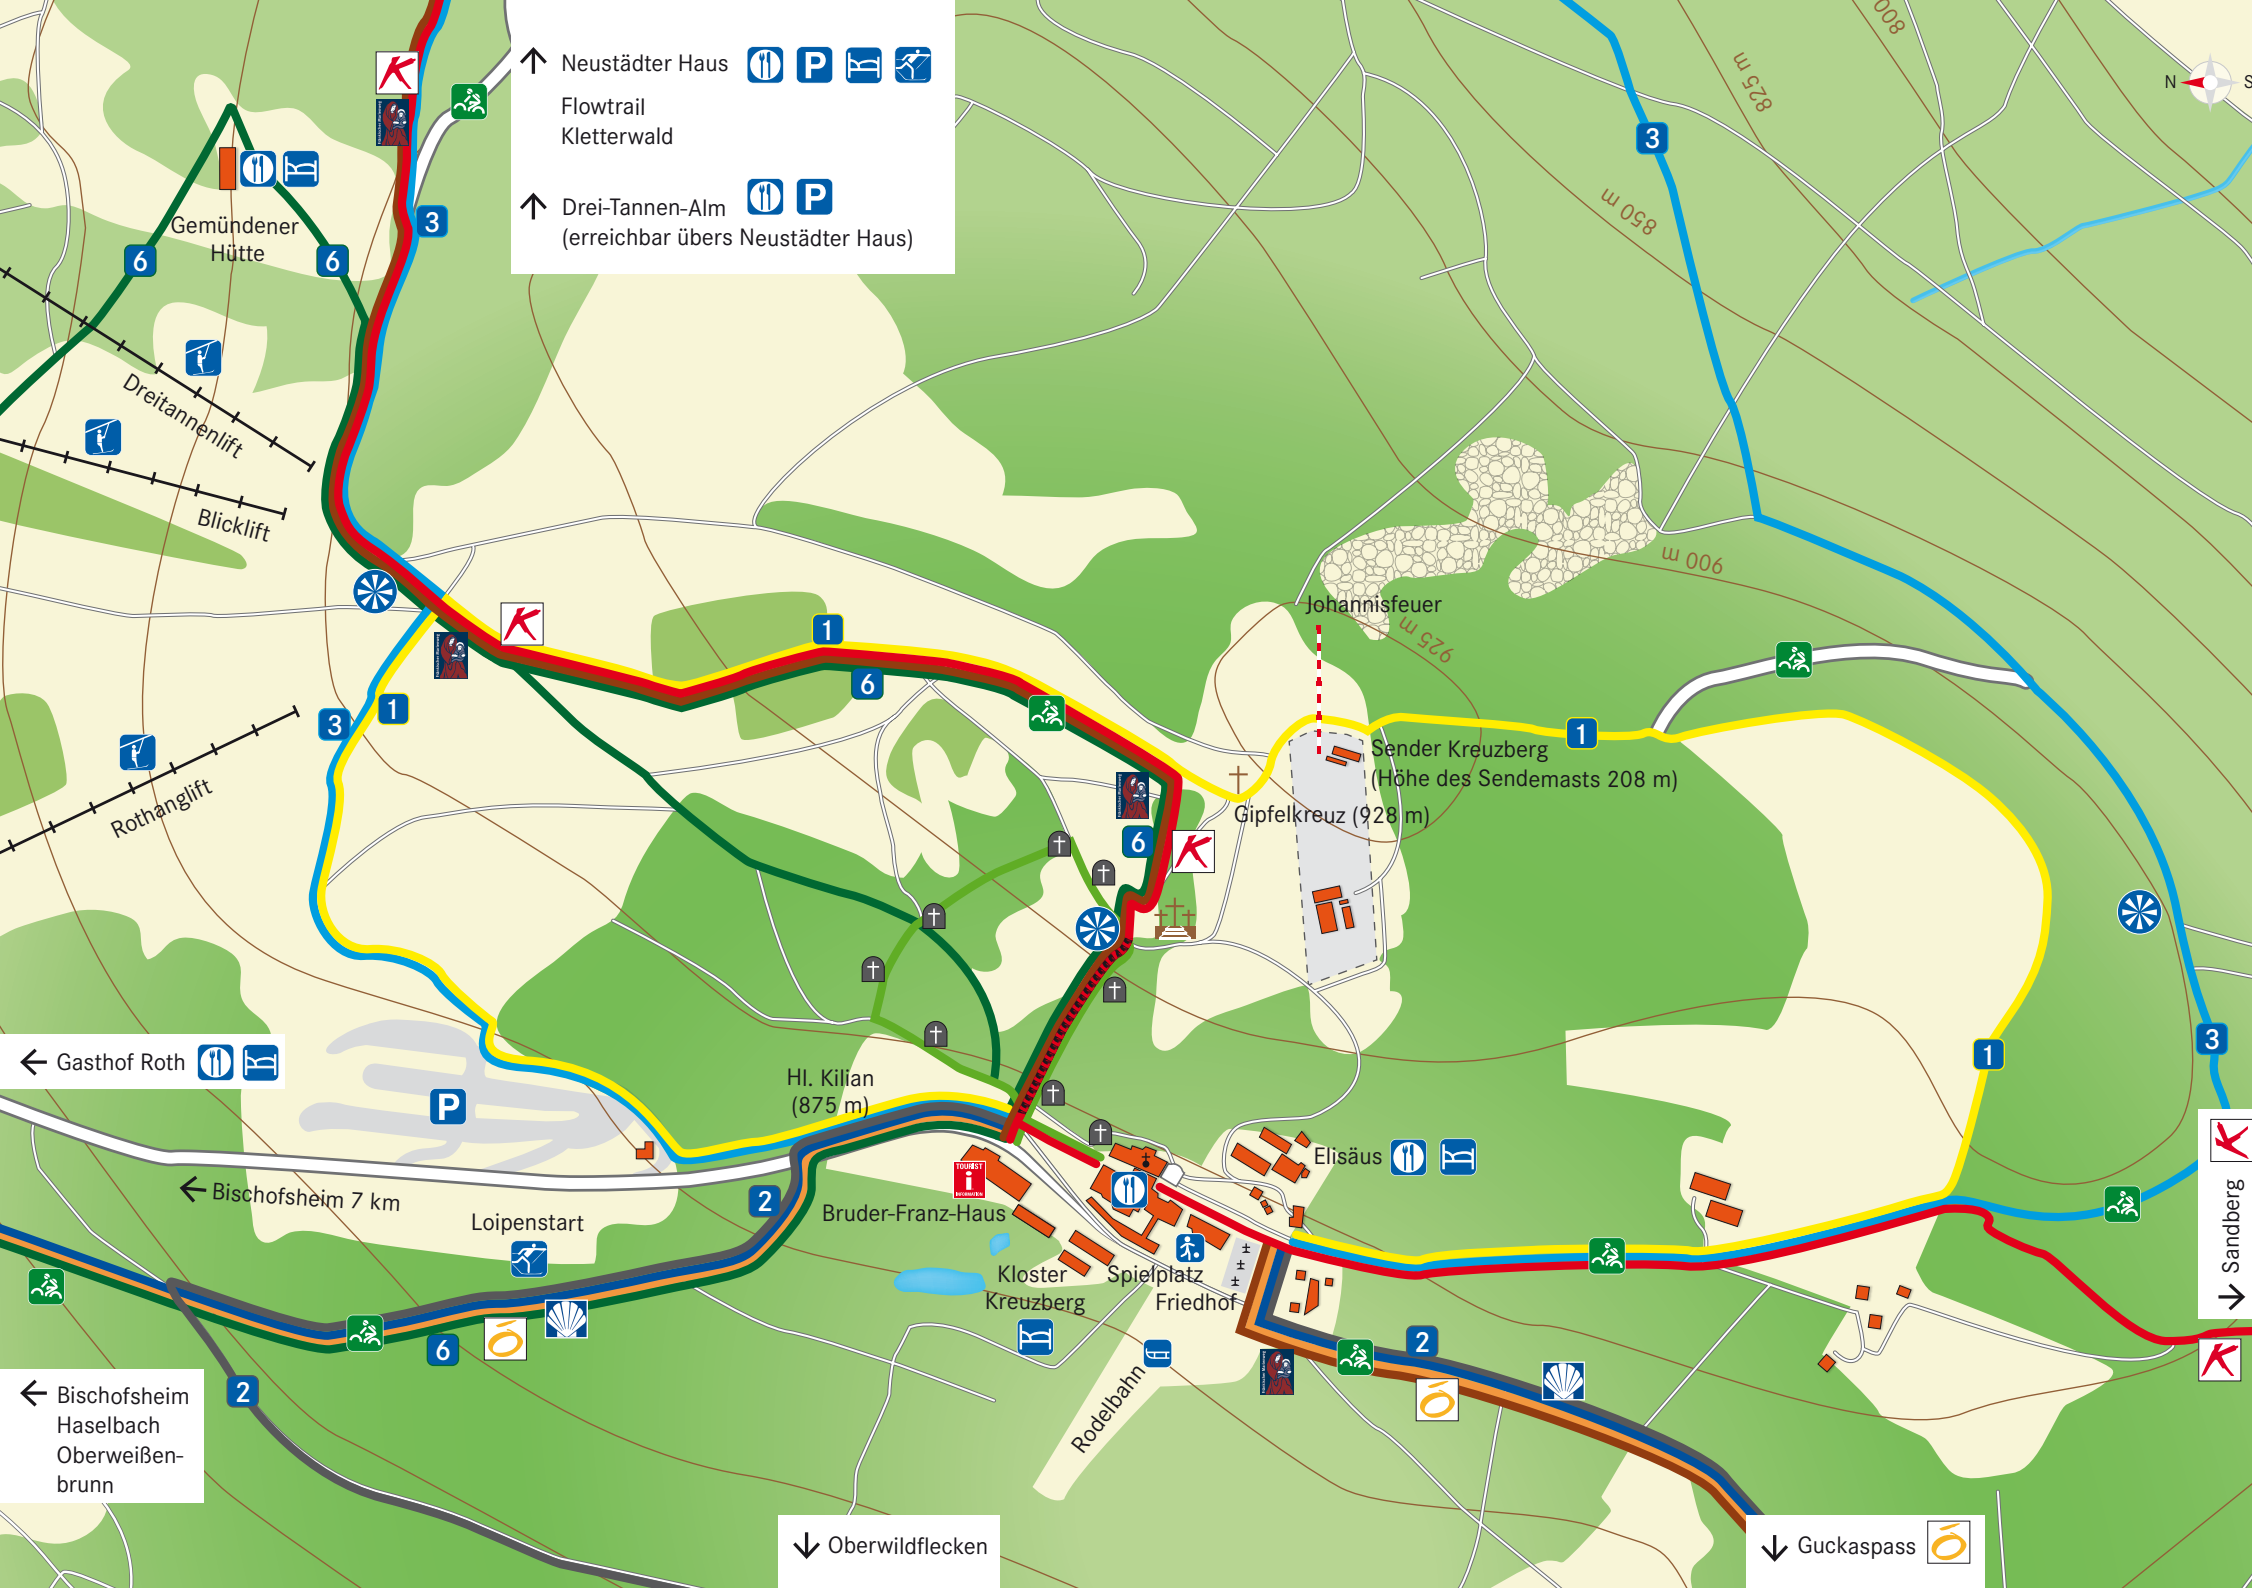 Neustädter Haus P
Flowtrail
Kletterwald
Drei-Tannen-Alm P
(erreichbar übers Neustädter Haus)
800
825 m
850 m
900 m
925 m
N
S
3
3
Gemündener
Hütte
6
6
Dreitannenlift
Blicklift
Rothanglift
1
6
3
1
Johannisfeuer
Sender Kreuzberg
(Höhe des Sendemasts 208 m)
1
Gipfelkreuz (928 m)
6
Gasthof Roth
P
Hl. Kilian
(875 m)
1
3
Bischofsheim 7 km
Loipenstart
2
TOURIST
i
INFORMATION
Bruder-Franz-Haus
Elisäus
Kloster
Kreuzberg
Spielplatz
Friedhof
Sandberg
6
2
2
Rodelbahn
Bischofsheim
Haselbach
Oberweißen-
brunn
Oberwildflecken
Guckaspass